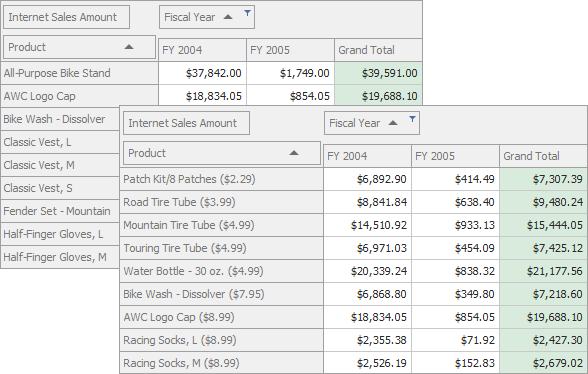 Internet Sales Amount Fiscal Year
Product FY 2004 FY 2005 Grand Total
All-Purpose Bike Stand $37,842.00 $1,749.00 $39,591.00
AWC Logo Cap $18,834.05 $854.05 $19,688.10
Bike Wash - Dissolver
Classic Vest, L
Classic Vest, M
Classic Vest, S
Fender Set - Mountain
Half-Finger Gloves, L
Half-Finger Gloves, M
Internet Sales Amount Fiscal Year
Product FY 2004 FY 2005 Grand Total
Patch Kit/8 Patches ($2.29) $6,892.90 $414.49 $7,307.39
Road Tire Tube ($3.99) $8,841.84 $638.40 $9,480.24
Mountain Tire Tube ($4.99) $14,510.92 $933.13 $15,444.05
Touring Tire Tube ($4.99) $6,971.03 $454.09 $7,425.12
Water Bottle - 30 oz. ($4.99) $20,339.24 $838.32 $21,177.56
Bike Wash - Dissolver ($7.95) $6,868.80 $349.80 $7,218.60
AWC Logo Cap ($8.99) $18,834.05 $854.05 $19,688.10
Racing Socks, L ($8.99) $2,355.38 $71.92 $2,427.30
Racing Socks, M ($8.99) $2,526.19 $152.83 $2,679.02